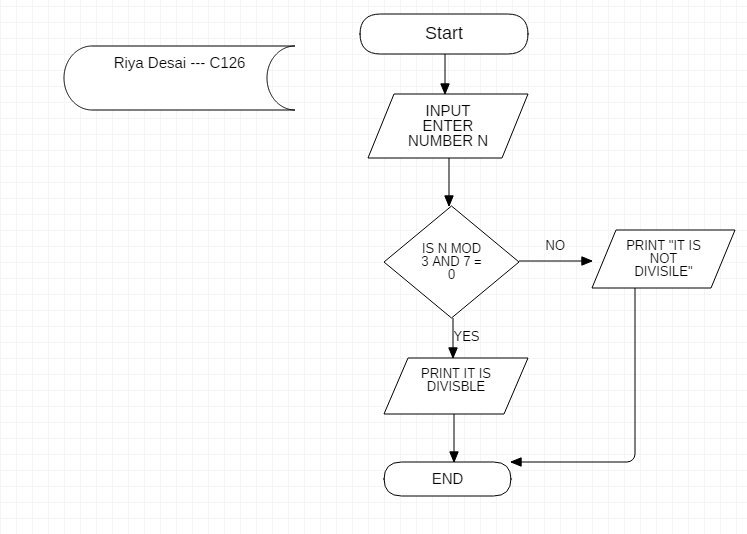 Start
Riya Desai --- C126
INPUT
ENTER
NUMBER N
IS N MOD
3 AND 7 =
0
NO
PRINT "IT IS
NOT
DIVISILE"
YES
PRINT IT IS
DIVISBLE
END